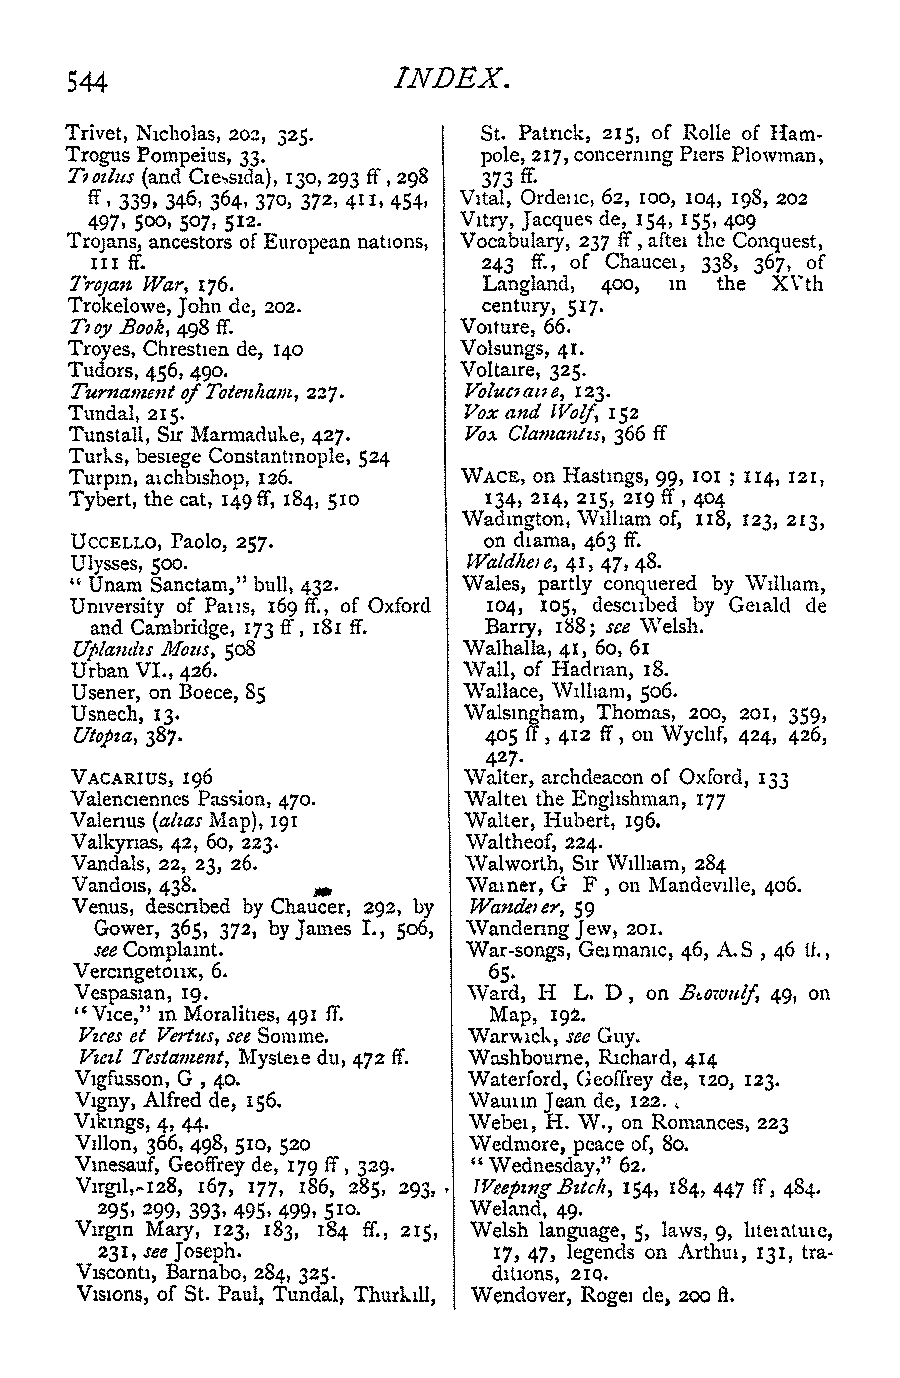 544 INDEX.
Trivet, Nicholas, 202, 325.
Trogus Pompeius, 33.
Troilus (and Cressida), 130, 293 ff, 298
ff, 339, 346, 364, 370, 372, 411, 454,
497, 500, 507, 512.
Trojans, ancestors of European nations,
111 ff.
Trojan War, 176.
Trokelowe, John de, 202.
Troy Book, 498 ff.
Troyes, Chrestien de, 140
Tudors, 456, 490.
Turnament of Totenham, 227.
Tundal, 215.
Tunstall, Sir Marmaduke, 427.
Turks, besiege Constantinople, 524
Turpin, archbishop, 126.
Tybert, the cat, 149 ff, 184, 510
UCCELLO, Paolo, 257.
Ulysses, 500.
"Unam Sanctam," bull, 432.
University of Paris, 169 ff., of Oxford
and Cambridge, 173 ff, 181 ff.
Uplandis Mous, 508
Urban VI., 426.
Usener, on Boece, 85
Usnech, 13.
Utopia, 387.
VACARIUS, 196
Valenciennes Passion, 470.
Valerius (alias Map), 191
Valkyrias, 42, 60, 223.
Vandals, 22, 23, 26.
Vandois, 438.
Venus, described by Chaucer, 292, by
Gower, 365, 372, by James I., 506,
see Complaint.
Vercingetorix, 6.
Vespasian, 19.
"Vice," in Moralities, 491 ff.
Vices et Vertus, see Somme.
Vieil Testament, Mystere du, 472 ff.
Vigfusson, G, 40.
Vigny, Alfred de, 156.
Vikings, 4, 44.
Villon, 366, 498, 510, 520
Vinesauf, Geoffrey de, 179 ff, 329.
Virgil, 128, 167, 177, 186, 285, 293,
295, 299, 393, 495, 499, 510.
Virgin Mary, 123, 183, 184 ff., 215,
231, see Joseph.
Visconti, Barnabo, 284, 325.
Visions, of St. Paul, Tundal, Thurkill,
St. Patrick, 215, of Rolle of Ham-
pole, 217, concerning Piers Plowman,
373 ff.
Vital, Orderic, 62, 100, 104, 198, 202
Vitry, Jacques de, 154, 155, 409
Vocabulary, 237 ff, after the Conquest,
243 ff., of Chaucer, 338, 367, of
Langland, 400, in the XVth
century, 517.
Voiture, 66.
Volsungs, 41.
Voltaire, 325.
Volucraire, 123.
Vox and Wolf, 152
Vox Clamantis, 366 ff
WACE, on Hastings, 99, 101; 114, 121,
134, 214, 215, 219 ff, 404
Wadington, William of, 118, 123, 213,
on drama, 463 ff.
Waldhere, 41, 47, 48.
Wales, partly conquered by William,
104, 105, described by Gerald de
Barry, 188; see Welsh.
Walhalla, 41, 60, 61
Wall, of Hadrian, 18.
Wallace, William, 506.
Walsingham, Thomas, 200, 201, 359,
405 ff, 412 ff, on Wyclif, 424, 426,
427.
Walter, archdeacon of Oxford, 133
Walter the Englishman, 177
Walter, Hubert, 196.
Waltheof, 224.
Walworth, Sir William, 284
Warner, G F, on Mandeville, 406.
Wanderer, 59
Wandering Jew, 201.
War-songs, Germanic, 46, A.S, 46 ff.,
65.
Ward, H L. D, on Beowulf, 49, on
Map, 192.
Warwick, see Guy.
Washbourne, Richard, 414
Waterford, Geoffrey de, 120, 123.
Waurin Jean de, 122.
Weber, H. W., on Romances, 223
Wedmore, peace of, 80.
"Wednesday," 62.
Weeping Bitch, 154, 184, 447 ff, 484.
Weland, 49.
Welsh language, 5, laws, 9, literature,
17, 47, legends on Arthur, 131, tra-
ditions, 219.
Wendover, Roger de, 200 ff.